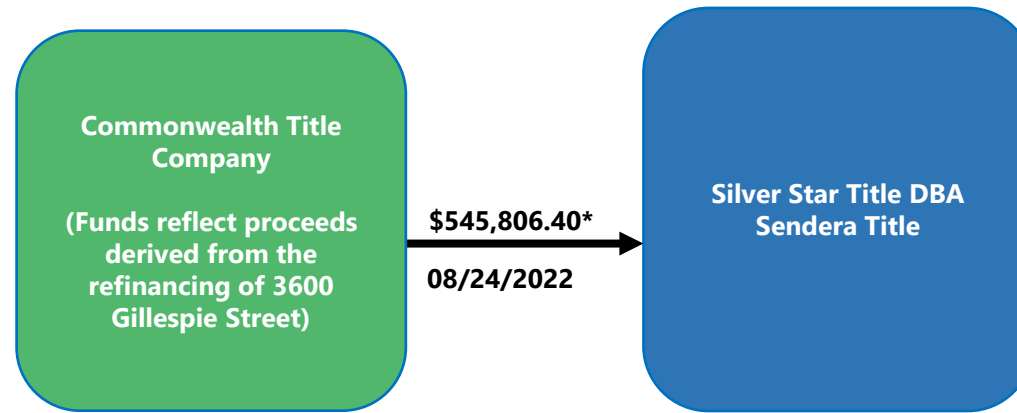 Commonwealth Title
Company
(Funds reflect proceeds
derived from the
refinancing of 3600
Gillespie Street)
$545,806.40*
08/24/2022
Silver Star Title DBA
Sendera Title